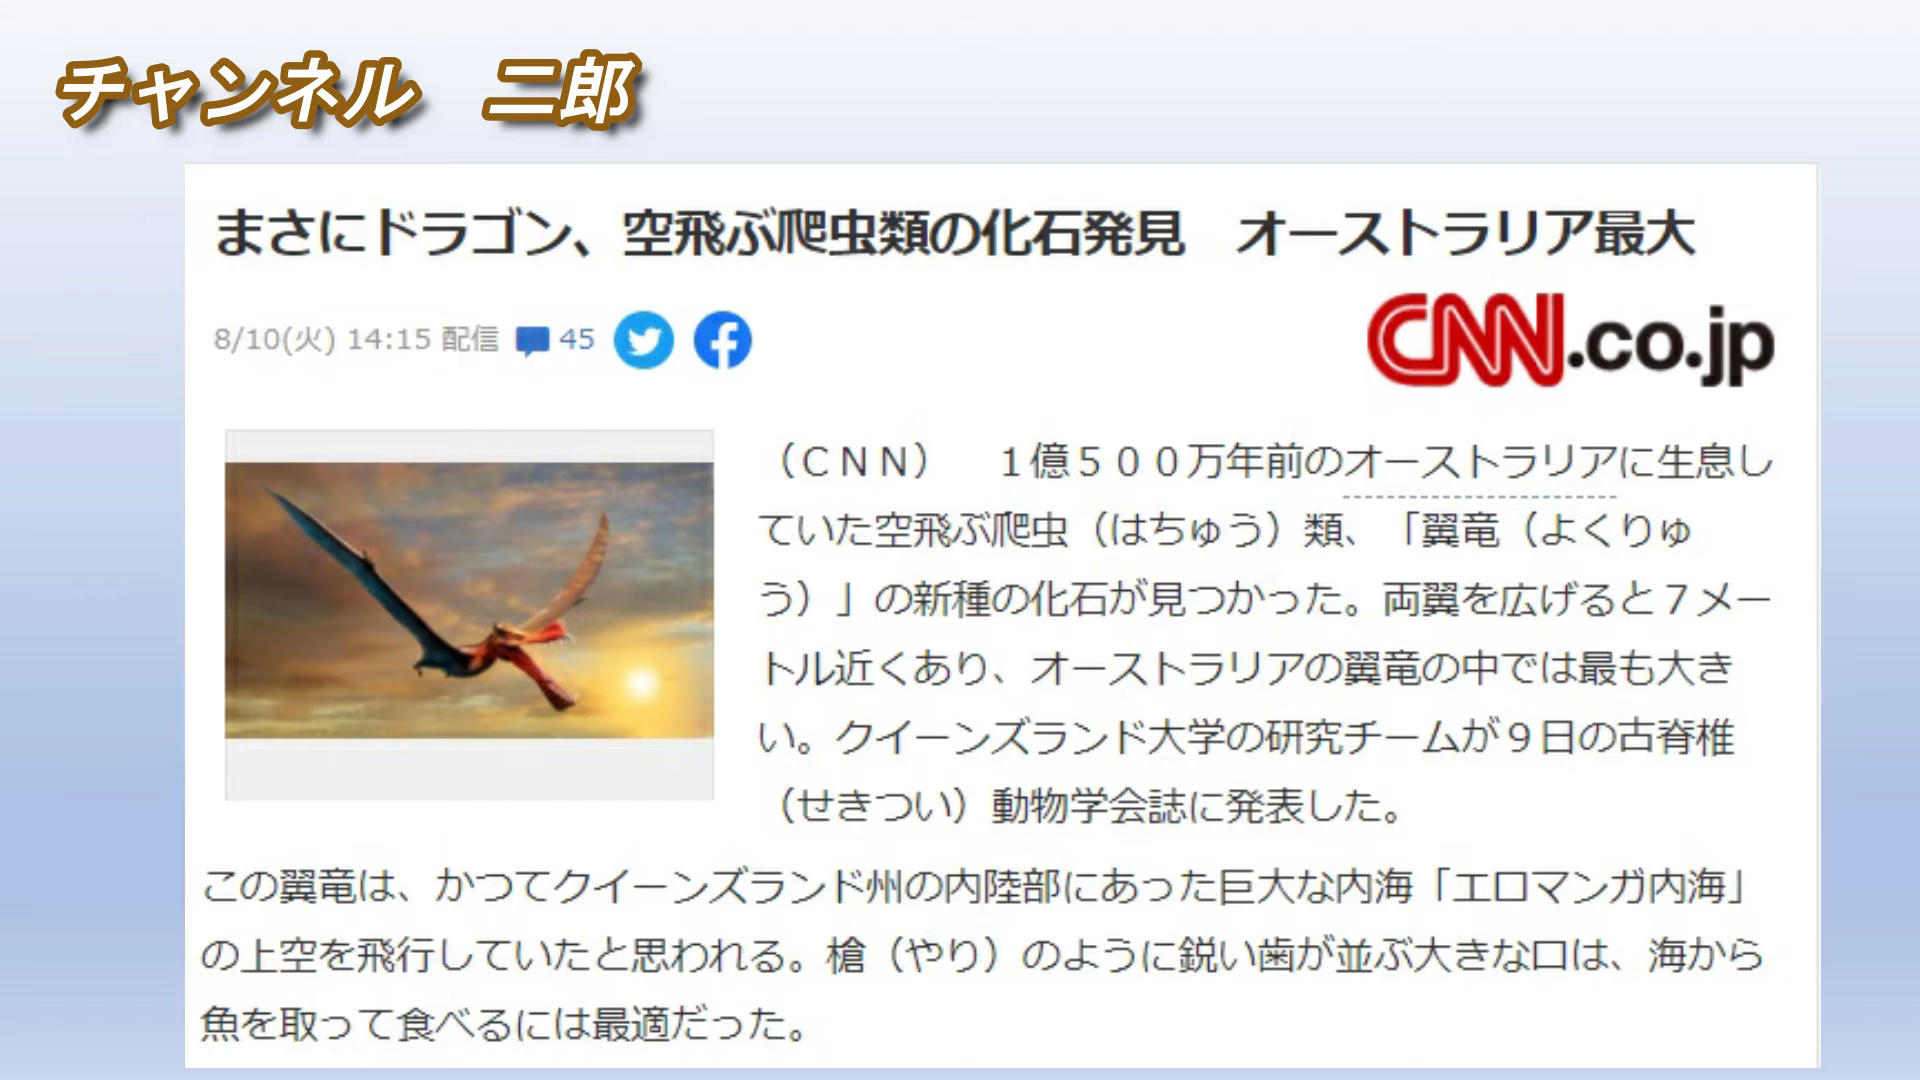 チャンネル　二郎
まさにドラゴン、空飛ぶ爬虫類の化石発見　オーストラリア最大
8/10(火) 14:15 配信 45
CNN.co.jp
（ＣＮＮ）　１億５００万年前のオーストラリアに生息し
ていた空飛ぶ爬虫（はちゅう）類、「翼竜（よくりゅ
う）」の新種の化石が見つかった。両翼を広げると７メー
トル近くあり、オーストラリアの翼竜の中では最も大き
い。クイーンズランド大学の研究チームが９日の古脊椎
（せきつい）動物学会誌に発表した。
この翼竜は、かつてクイーンズランド州の内陸部にあった巨大な内海「エロマンガ内海」
の上空を飛行していたと思われる。槍（やり）のように鋭い歯が並ぶ大きな口は、海から
魚を取って食べるには最適だった。